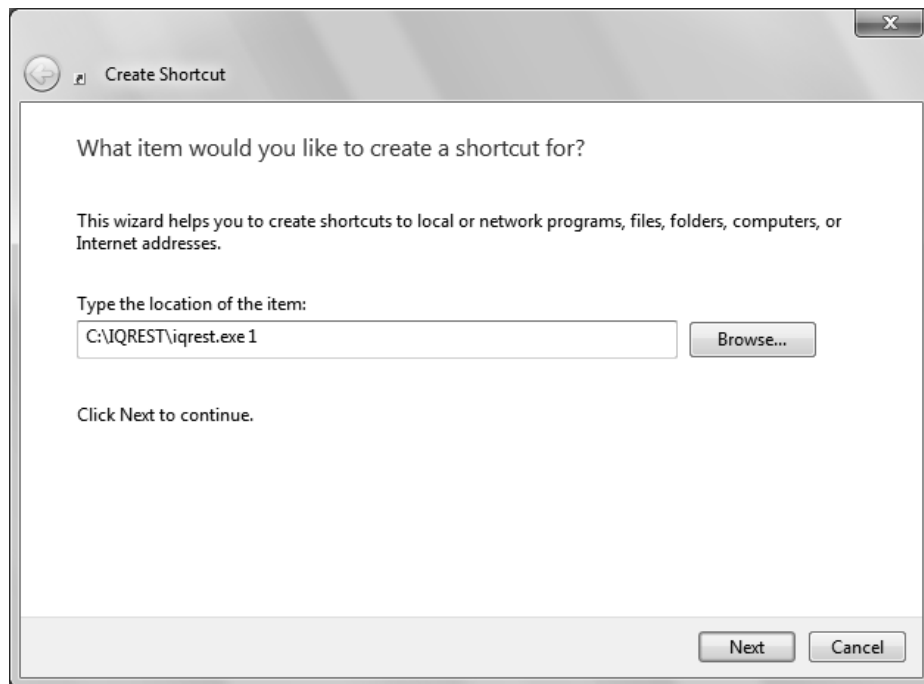 Create Shortcut
What item would you like to create a shortcut for?
This wizard helps you to create shortcuts to local or network programs, files, folders, computers, or
Internet addresses.
Type the location of the item:
C:\IQREST\iqrest.exe 1
Browse...
Click Next to continue.
Next
Cancel